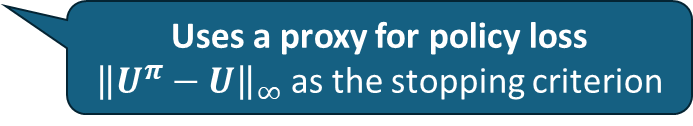 Uses a proxy for policy loss
‖𝑼^𝝅 − 𝑼‖_∞ as the stopping criterion